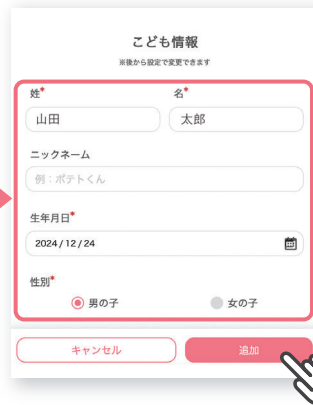 こども情報
※後から設定で変更できます
姓* 名*
山田 太郎
ニックネーム
例：ポテトくん
生年月日*
2024/12/24
性別*
男の子 女の子
キャンセル 追加